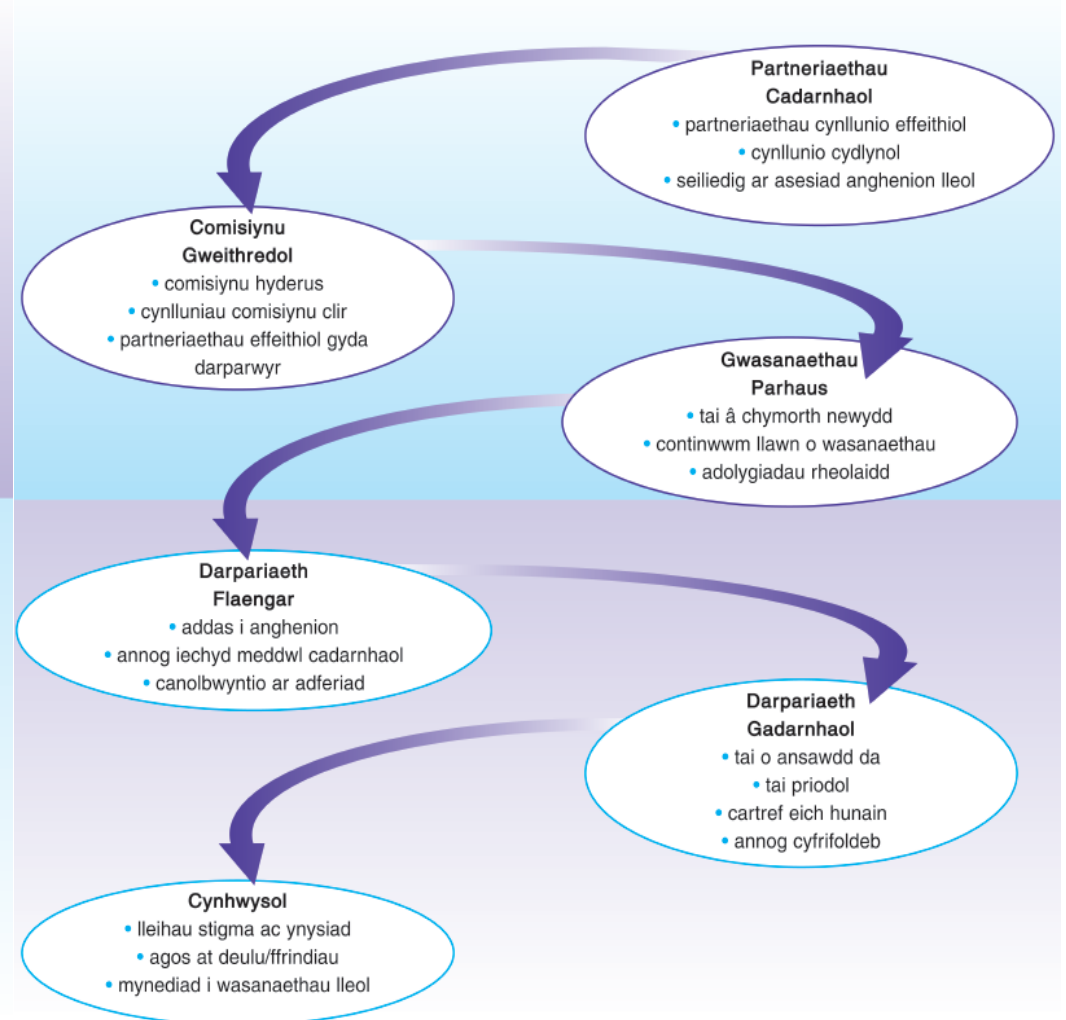 Partneriaethau
Cadarnhaol
• partneriaethau cynllunio effeithiol
• cynllunio cydlynol
• seiliedig ar asesiad anghenion lleol
Comisiynu
Gweithredol
• comisiynu hyderus
• cynlluniau comisiynu clir
• partneriaethau effeithiol gyda
darparwyr
Gwasanaethau
Parhaus
• tai â chymorth newydd
• continwwm llawn o wasanaethau
• adolygiadau rheolaidd
Darpariaeth
Flaengar
• addas i anghenion
• annog iechyd meddwl cadarnhaol
• canolbwyntio ar adferiad
Darpariaeth
Gadarnhaol
• tai o ansawdd da
• tai priodol
• cartref eich hunain
• annog cyfrifoldeb
Cynhwysol
• lleihau stigma ac ynysiad
• agos at deulu/ffrindiau
• mynediad i wasanaethau lleol